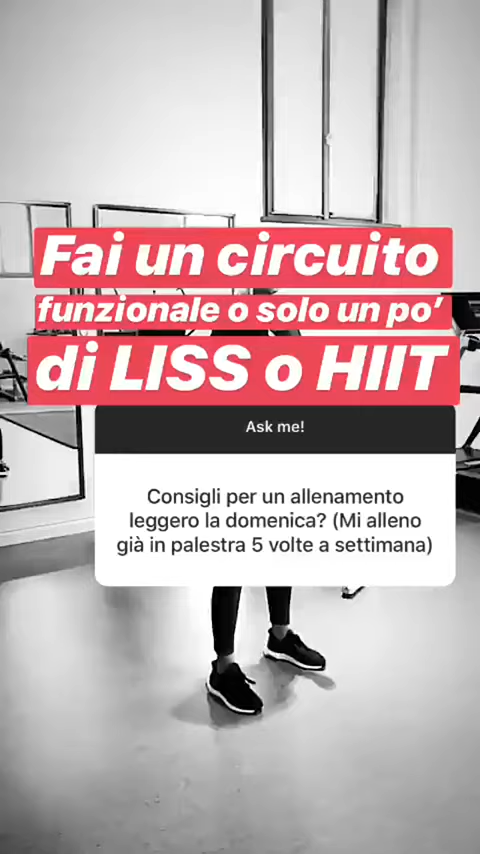 Fai un circuito
funzionale o solo un po’
di LISS o HIIT
Ask me!
Consigli per un allenamento
leggero la domenica? (Mi alleno
già in palestra 5 volte a settimana)